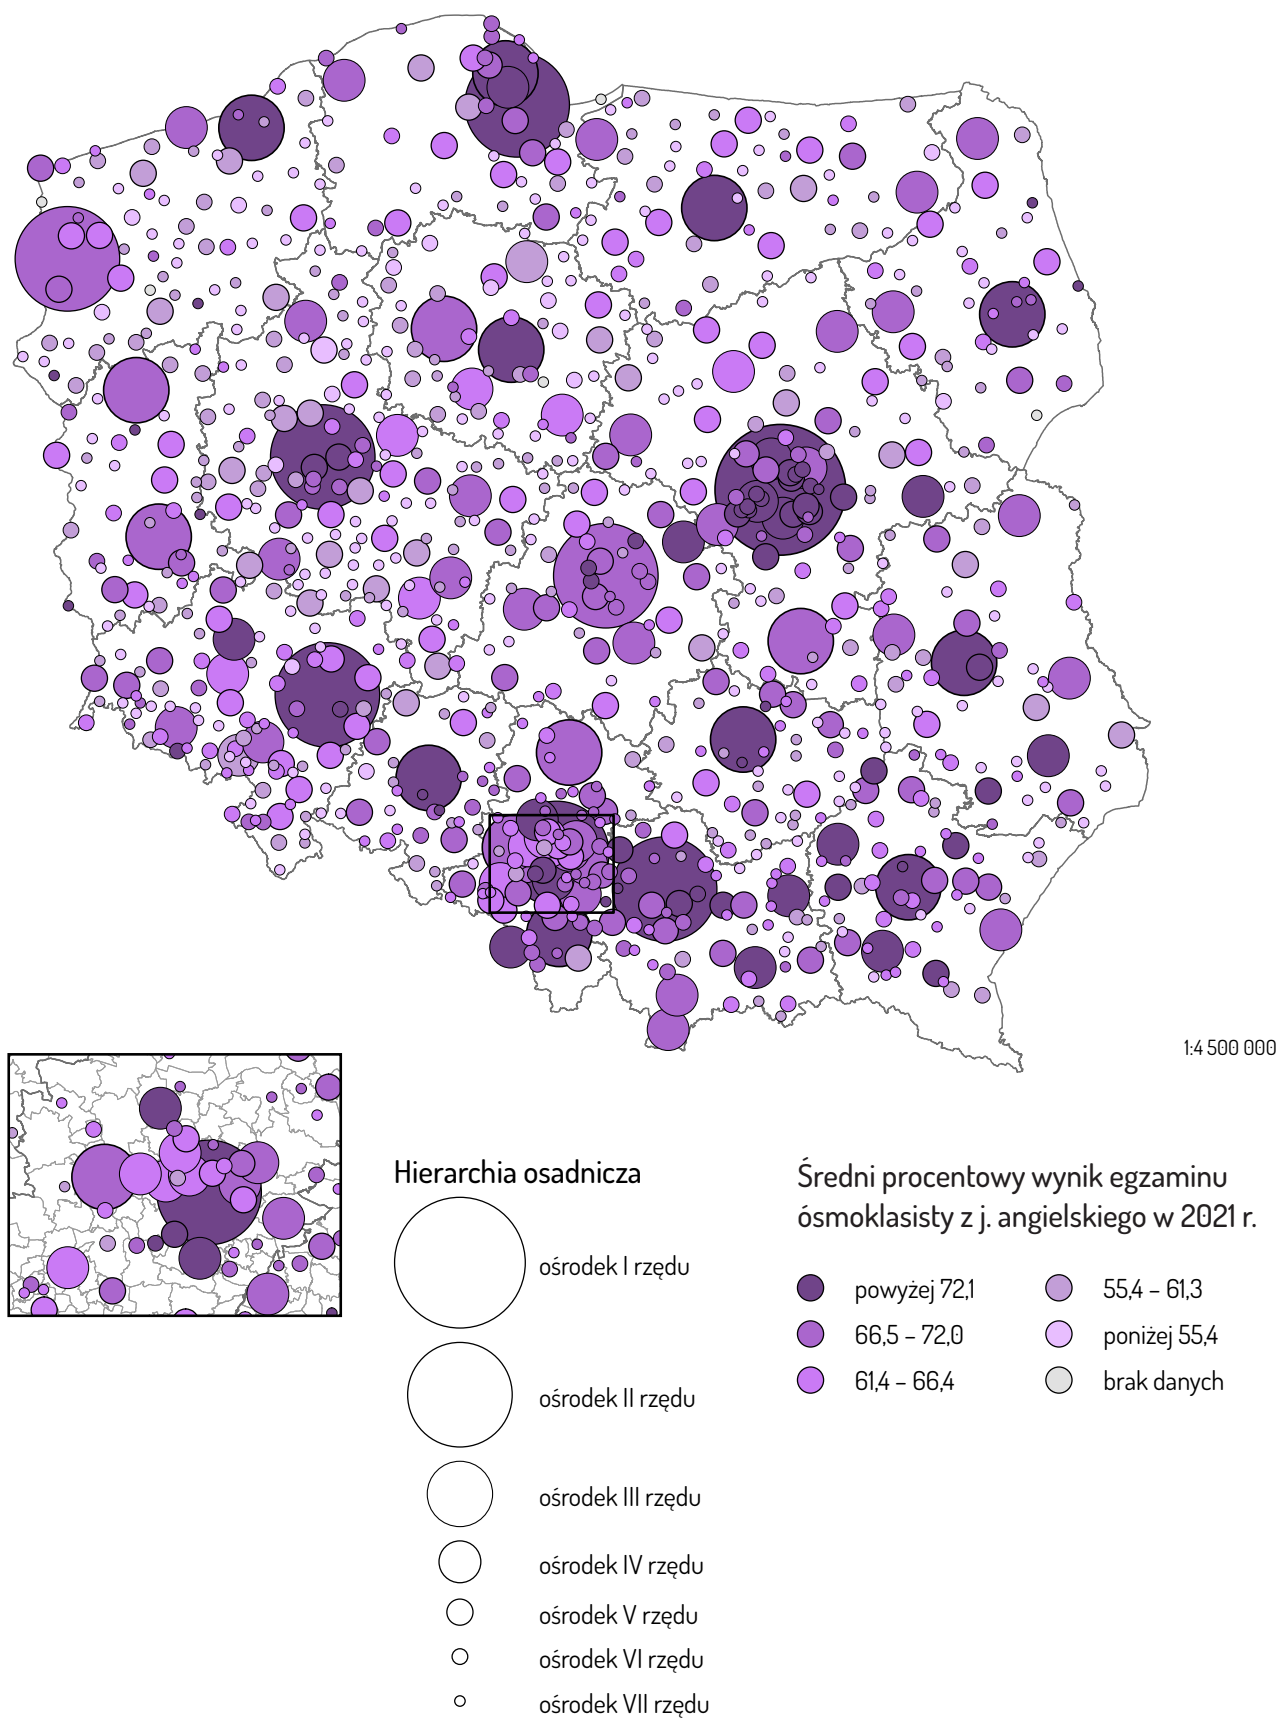 1:4 500 000
Hierarchia osadnicza
ośrodek I rzędu
ośrodek II rzędu
ośrodek III rzędu
ośrodek IV rzędu
ośrodek V rzędu
ośrodek VI rzędu
ośrodek VII rzędu
Średni procentowy wynik egzaminu
ósmoklasisty z j. angielskiego w 2021 r.
powyżej 72,1
66,5 – 72,0
61,4 – 66,4
55,4 – 61,3
poniżej 55,4
brak danych